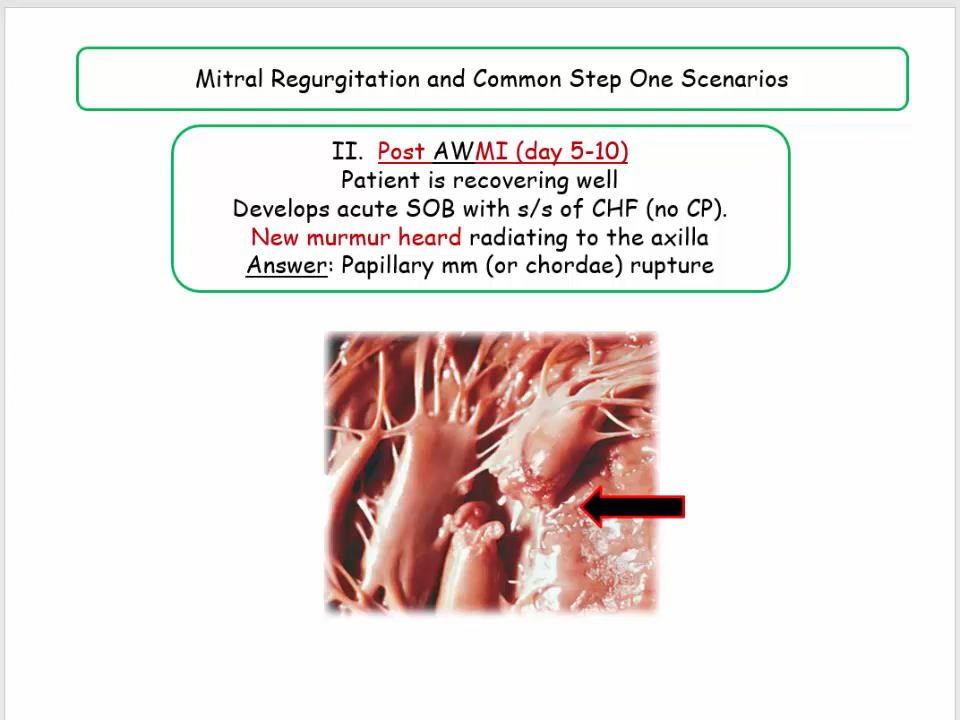 Mitral Regurgitation and Common Step One Scenarios
II. Post AWMI (day 5-10)
Patient is recovering well
Develops acute SOB with s/s of CHF (no CP).
New murmur heard radiating to the axilla
Answer: Papillary mm (or chordae) rupture